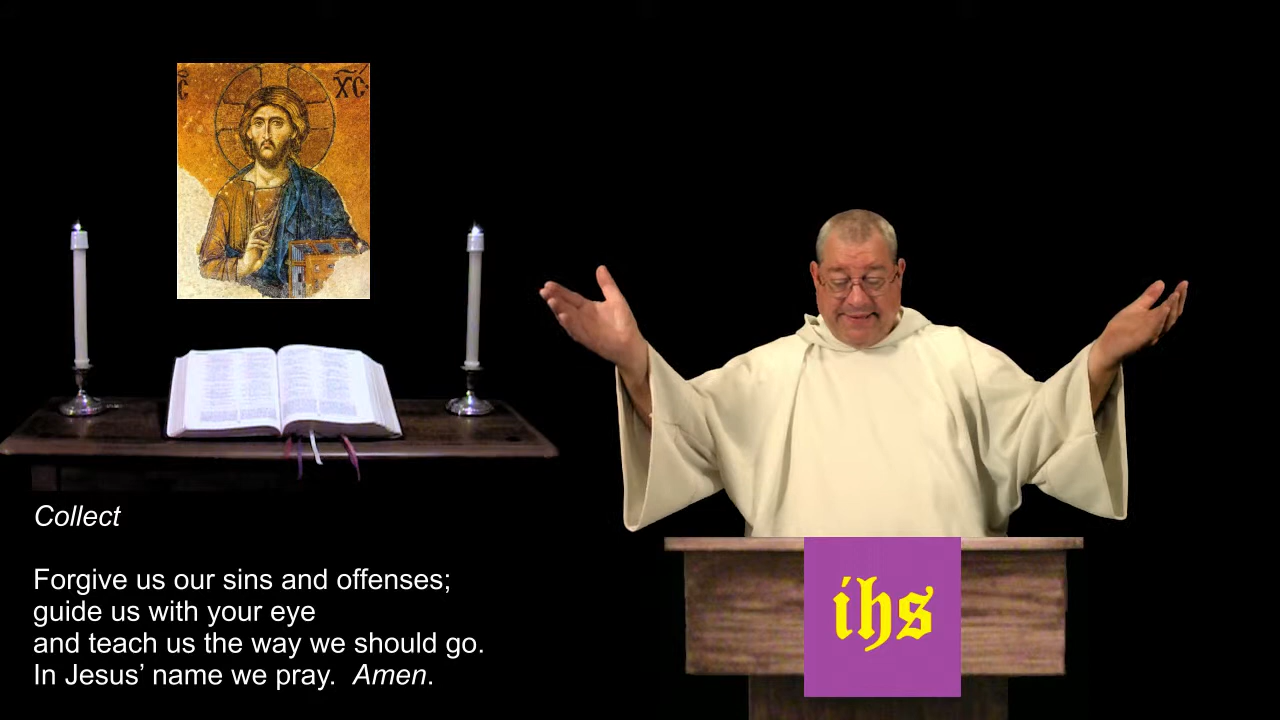 C
XC
Collect
Forgive us our sins and offenses;
guide us with your eye
and teach us the way we should go.
In Jesus’ name we pray. Amen.
ihs